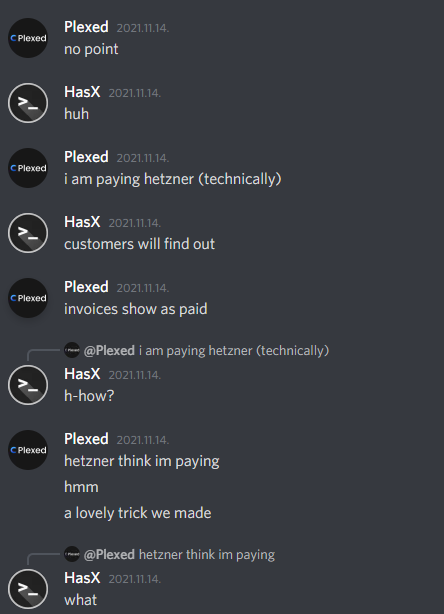 Plexed 2021.11.14.
Plexed
no point
HasX 2021.11.14.
>_
huh
Plexed 2021.11.14.
Plexed
i am paying hetzner (technically)
HasX 2021.11.14.
>_
customers will find out
Plexed 2021.11.14.
Plexed
invoices show as paid
@Plexed i am paying hetzner (technically)
HasX 2021.11.14.
>_
h-how?
Plexed 2021.11.14.
Plexed
hetzner think im paying
hmm
a lovely trick we made
@Plexed hetzner think im paying
HasX 2021.11.14.
>_
what